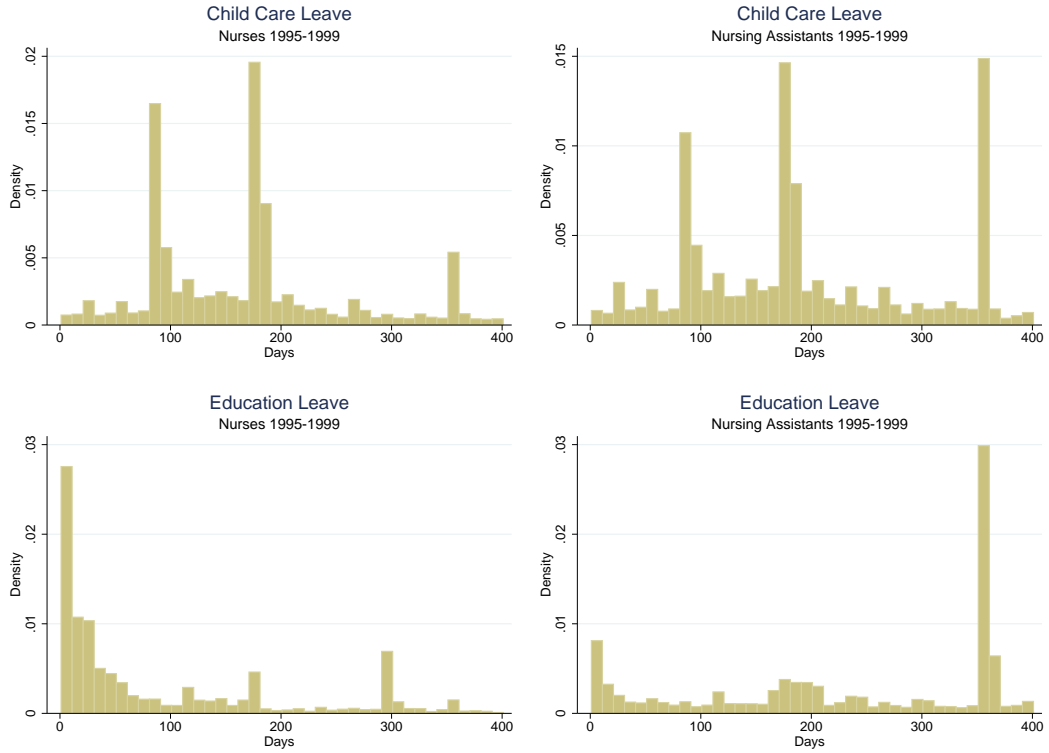 Child Care Leave
Nurses 1995-1999
.02
.015
.01
.005
0
Density
0 100 200 300 400
Days
Child Care Leave
Nursing Assistants 1995-1999
.015
.01
.005
0
Density
0 100 200 300 400
Days
Education Leave
Nurses 1995-1999
.03
.02
.01
0
Density
0 100 200 300 400
Days
Education Leave
Nursing Assistants 1995-1999
.03
.02
.01
0
Density
0 100 200 300 400
Days